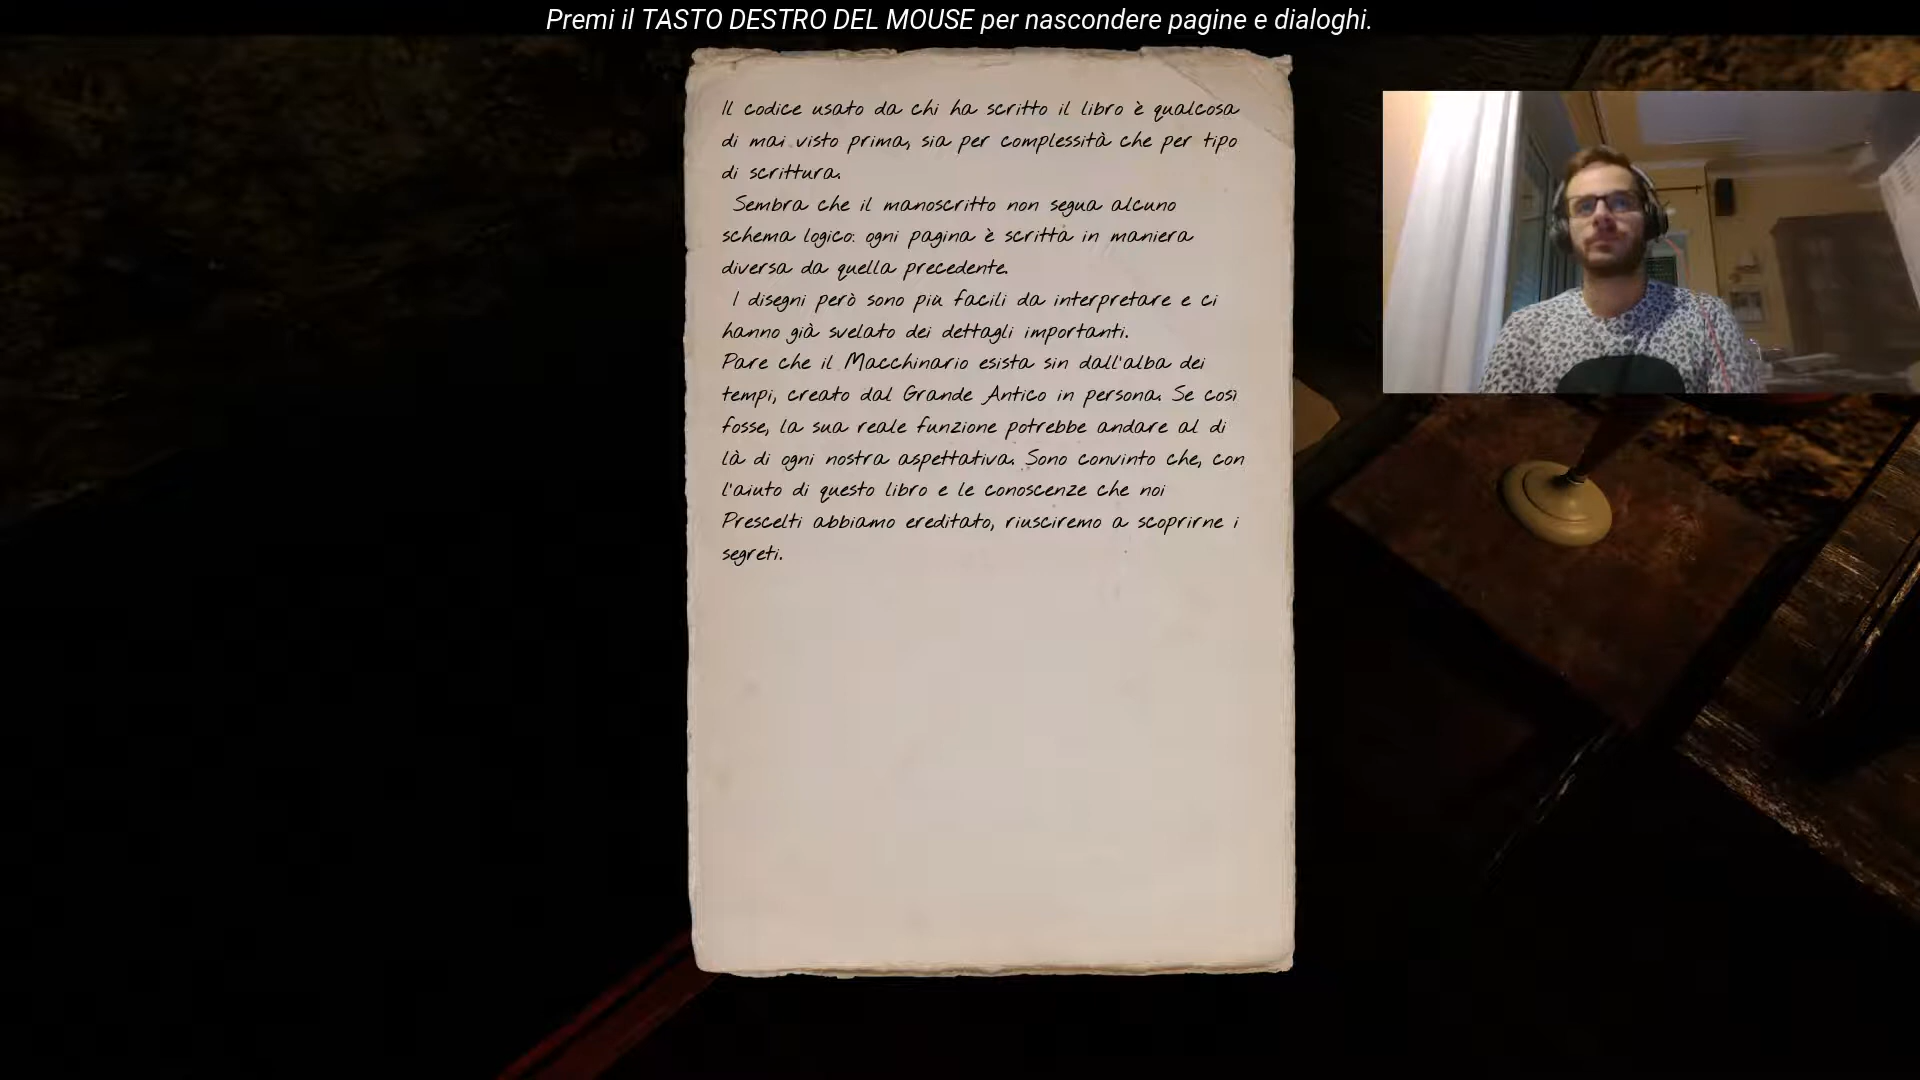 Premi il TASTO DESTRO DEL MOUSE per nascondere pagine e dialoghi.
Il codice usato da chi ha scritto il libro è qualcosa
di mai visto prima, sia per complessità che per tipo
di scrittura.
Sembra che il manoscritto non segua alcuno
schema logico: ogni pagina è scritta in maniera
diversa da quella precedente.
I disegni però sono più facili da interpretare e ci
hanno già svelato dei dettagli importanti.
Pare che il Macchinario esista sin dall'alba dei
tempi, creato dal Grande Antico in persona. Se così
fosse, la sua reale funzione potrebbe andare al di
là di ogni nostra aspettativa. Sono convinto che, con
l'aiuto di questo libro e le conoscenze che noi
Prescelti abbiamo ereditato, riusciremo a scoprirne i
segreti.